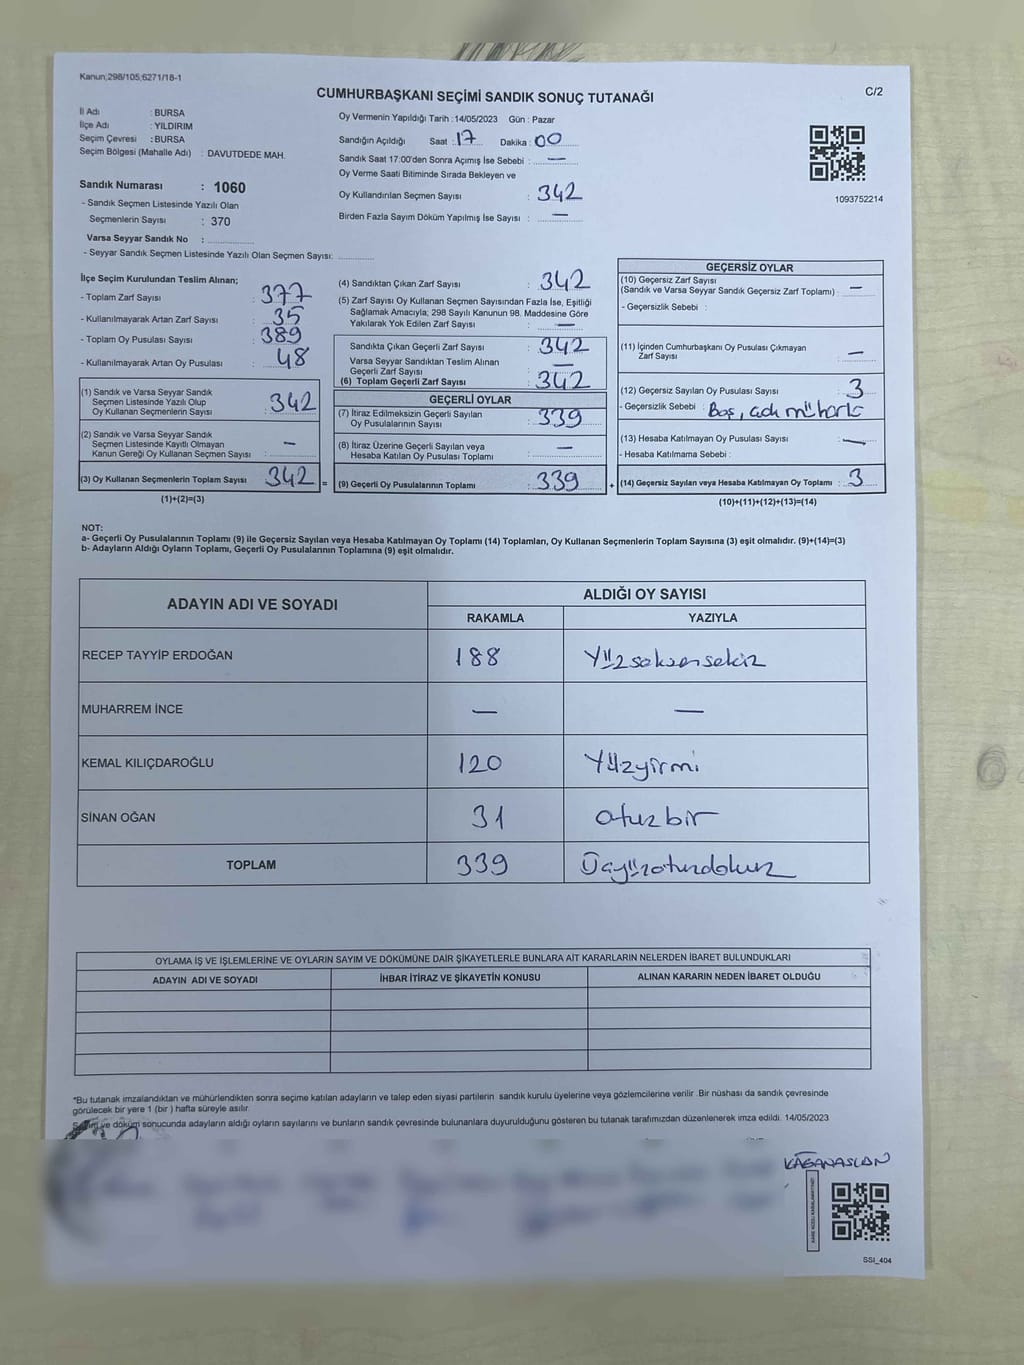 Kanun;298/105;6271/18-1
CUMHURBAŞKANI SEÇİMİ SANDIK SONUÇ TUTANAĞI
C/2
İl Adı : BURSA
İlçe Adı : YILDIRIM
Seçim Çevresi : BURSA
Seçim Bölgesi (Mahalle Adı) : DAVUTDEDE MAH.
Sandık Numarası : 1060
- Sandık Seçmen Listesinde Yazılı Olan
Seçmenlerin Sayısı : 370
Varsa Seyyar Sandık No :
- Seyyar Sandık Seçmen Listesinde Yazılı Olan Seçmen Sayısı:
Oy Vermenin Yapıldığı Tarih : 14/05/2023 Gün : Pazar
Sandığın Açıldığı Saat : 17 Dakika : 00
Sandık Saat 17:00'den Sonra Açımış İse Sebebi : —
Oy Verme Saati Bitiminde Sırada Bekleyen ve
Oy Kullandırılan Seçmen Sayısı : 342
Birden Fazla Sayım Döküm Yapılmış İse Sayısı : —
1093752214
İlçe Seçim Kurulundan Teslim Alınan;
- Toplam Zarf Sayısı : 377
- Kullanılmayarak Artan Zarf Sayısı : 35
- Toplam Oy Pusulası Sayısı : 389
- Kullanılmayarak Artan Oy Pusulası : 48
(1) Sandık ve Varsa Seyyar Sandık
Seçmen Listesinde Yazılı Olup
Oy Kullanan Seçmenlerin Sayısı : 342
(2) Sandık ve Varsa Seyyar Sandık
Seçmen Listesinde Kayıtlı Olmayan
Kanun Gereği Oy Kullanan Seçmen Sayısı : —
(3) Oy Kullanan Seçmenlerin Toplam Sayısı : 342 =
(1)+(2)=(3)
(4) Sandıktan Çıkan Zarf Sayısı : 342
(5) Zarf Sayısı Oy Kullanan Seçmen Sayısından Fazla İse, Eşitliği
Sağlamak Amacıyla; 298 Sayılı Kanunun 98. Maddesine Göre
Yakılarak Yok Edilen Zarf Sayısı : —
Sandıkta Çıkan Geçerli Zarf Sayısı : 342
Varsa Seyyar Sandıktan Teslim Alınan
Geçerli Zarf Sayısı : —
(6) Toplam Geçerli Zarf Sayısı : 342
GEÇERLİ OYLAR
(7) İtiraz Edilmeksizin Geçerli Sayılan
Oy Pusulalarının Sayısı : 339
(8) İtiraz Üzerine Geçerli Sayılan veya
Hesaba Katılan Oy Pusulası Toplamı : —
(9) Geçerli Oy Pusulalarının Toplamı : 339 +
GEÇERSİZ OYLAR
(10) Geçersiz Zarf Sayısı
(Sandık ve Varsa Seyyar Sandık Geçersiz Zarf Toplamı) : —
- Geçersizlik Sebebi :
(11) İçinden Cumhurbaşkanı Oy Pusulası Çıkmayan
Zarf Sayısı : —
(12) Geçersiz Sayılan Oy Pusulası Sayısı : 3
- Geçersizlik Sebebi : Boş,
(13) Hesaba Katılmayan Oy Pusulası Sayısı : —
- Hesaba Katılmama Sebebi :
(14) Geçersiz Sayılan veya Hesaba Katılmayan Oy Toplamı : 3
(10)+(11)+(12)+(13)=(14)
NOT:
a- Geçerli Oy Pusulalarının Toplamı (9) ile Geçersiz Sayılan veya Hesaba Katılmayan Oy Toplamı (14) Toplamları, Oy Kullanan Seçmenlerin Toplam Sayısına (3) eşit olmalıdır. (9)+(14)=(3)
b- Adayların Aldığı Oyların Toplamı, Geçerli Oy Pusulalarının Toplamına (9) eşit olmalıdır.
ADAYIN ADI VE SOYADI ALDIĞI OY SAYISI
RAKAMLA YAZIYLA
RECEP TAYYİP ERDOĞAN 188 Yüzseksensekiz
MUHARREM İNCE — —
KEMAL KILIÇDAROĞLU 120 Yüzyirmi
SİNAN OĞAN 31 otuzbir
TOPLAM 339 Üçyüzotuzdokuz
OYLAMA İŞ VE İŞLEMLERİNE VE OYLARIN SAYIM VE DÖKÜMÜNE DAİR ŞİKAYETLERLE BUNLARA AİT KARARLARIN NELERDEN İBARET BULUNDUKLARI
ADAYIN ADI VE SOYADI İHBAR İTİRAZ VE ŞİKAYETİN KONUSU ALINAN KARARIN NEDEN İBARET OLDUĞU
*Bu tutanak imzalandıktan ve mühürlendikten sonra seçime katılan adayların ve talep eden siyasi partilerin sandık kurulu üyelerine veya gözlemcilerine verilir. Bir nüshası da sandık çevresinde
görülecek bir yere 1 (bir ) hafta süreyle asılır.
Sayım ve döküm sonucunda adayların aldığı oyların sayılarını ve bunların sandık çevresinde bulunanlara duyurulduğunu gösteren bu tutanak tarafımızdan düzenlenerek imza edildi. 14/05/2023
KAĞANASLAN
SSI_404